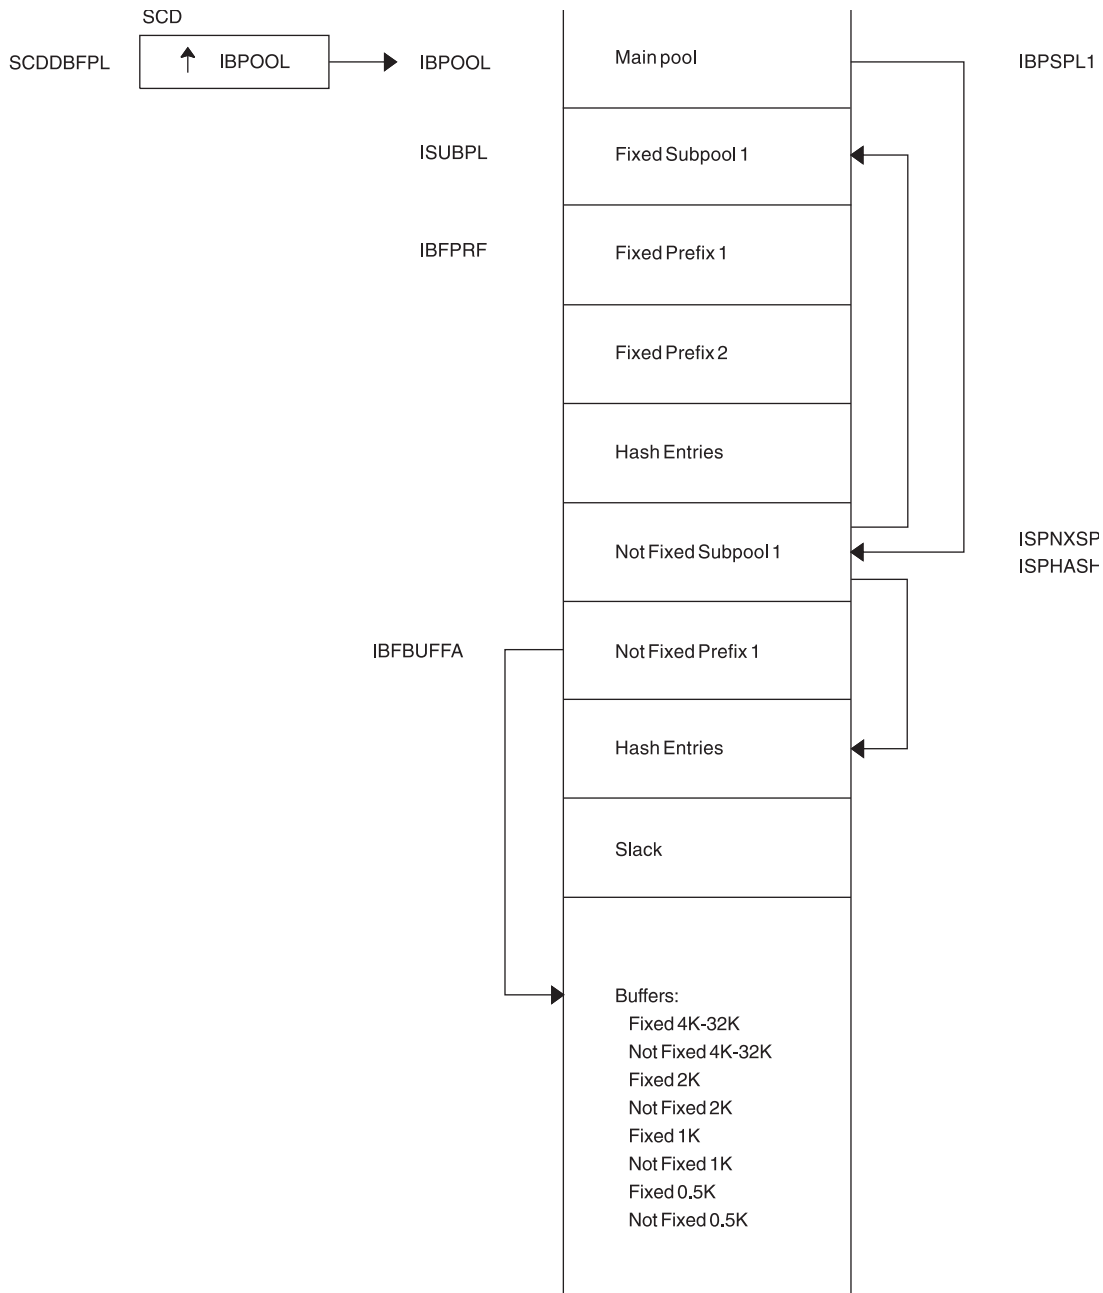 SCD
SCDDBFPL
IBPOOL
IBPOOL
Main pool
IBPSPL1
ISUBPL
Fixed Subpool 1
IBFPRF
Fixed Prefix 1
Fixed Prefix 2
Hash Entries
Not Fixed Subpool 1
ISPNXSP
ISPHASH
IBFBUFFA
Not Fixed Prefix 1
Hash Entries
Slack
Buffers:
Fixed 4K-32K
Not Fixed 4K-32K
Fixed 2K
Not Fixed 2K
Fixed 1K
Not Fixed 1K
Fixed 0.5K
Not Fixed 0.5K